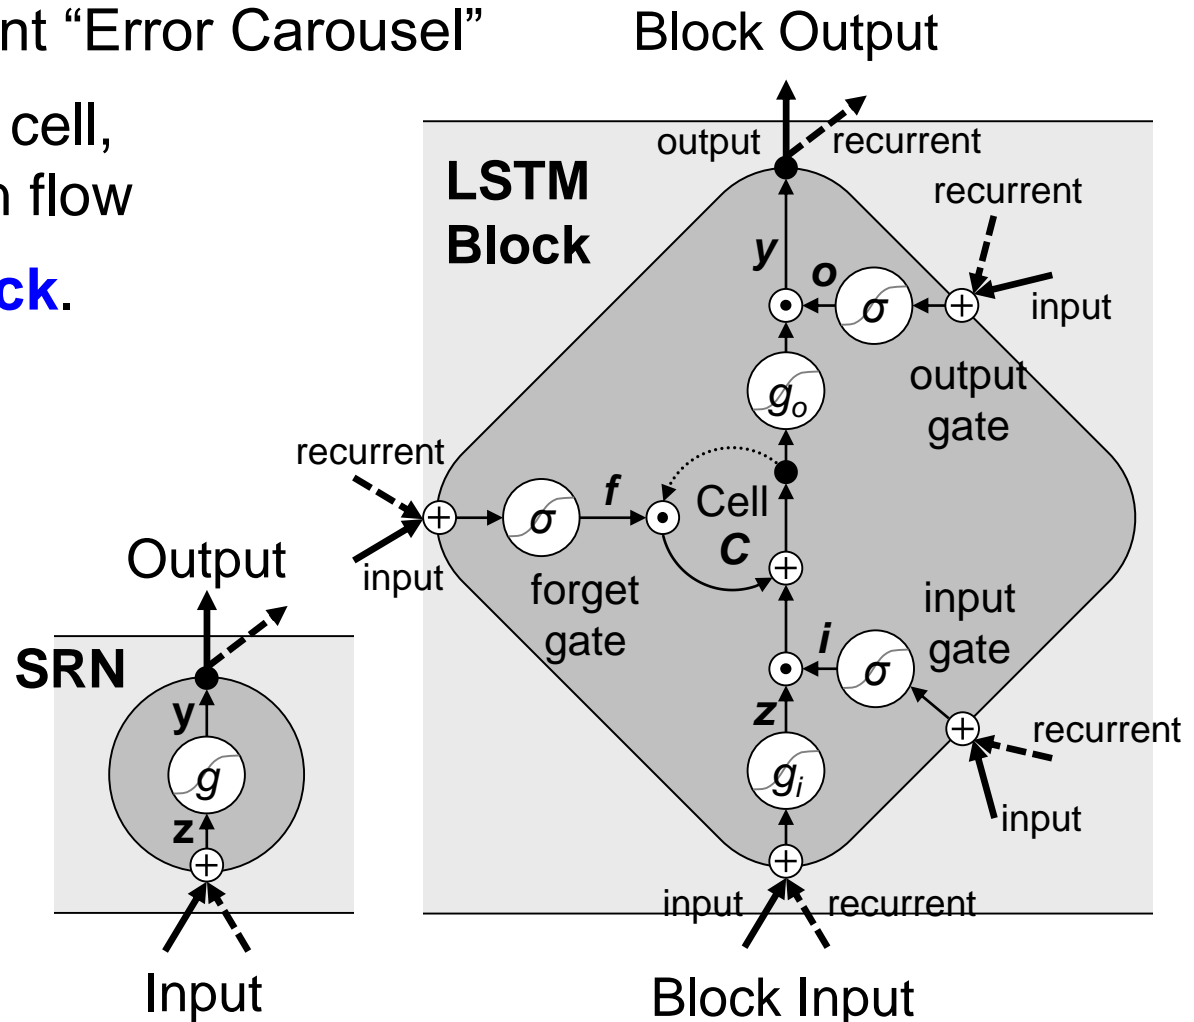 nt “Error Carousel”
cell,
n flow
ck.
Block Output
output
recurrent
LSTM
Block
recurrent
y
o
σ
+
input
output
gate
g_o
recurrent
f
Cell
C
σ
+
+
input
forget
gate
input
gate
i
σ
z
recurrent
+
g_i
input
+
input
recurrent
Block Input
Output
SRN
y
g
z
+
Input